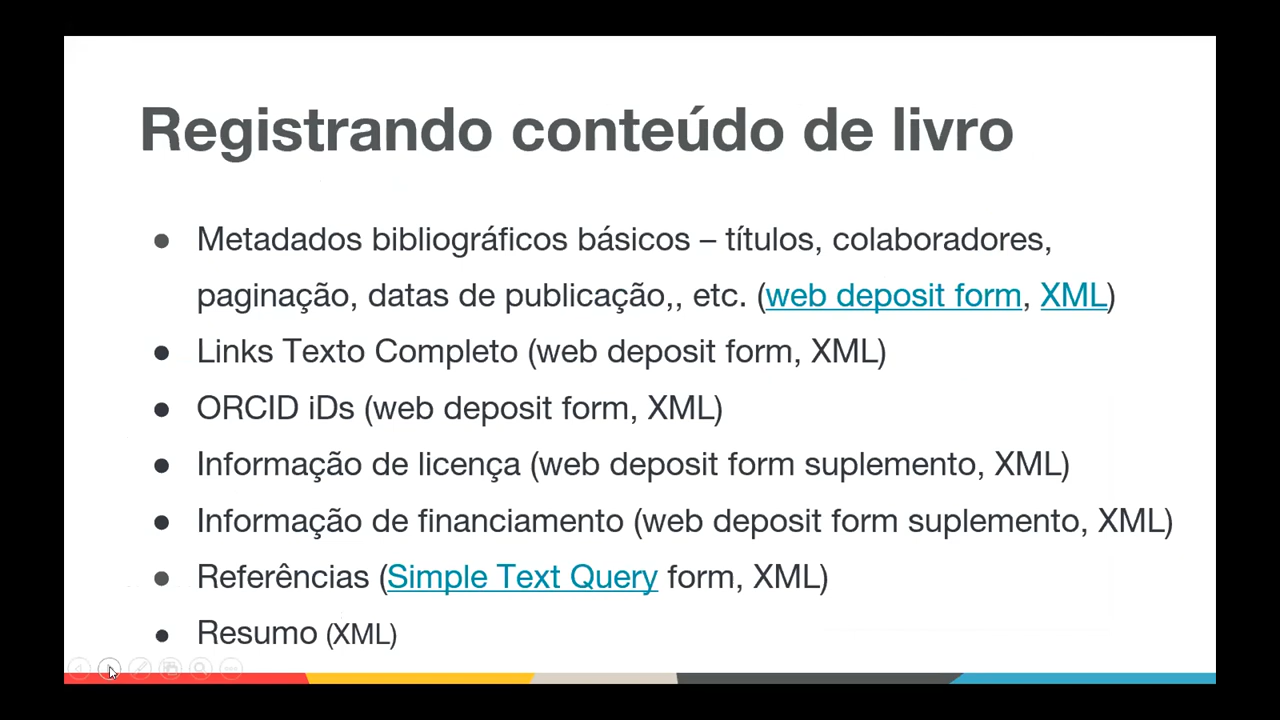 Registrando conteúdo de livro
● Metadados bibliográficos básicos – títulos, colaboradores,
paginação, datas de publicação,, etc. (web deposit form, XML)
● Links Texto Completo (web deposit form, XML)
● ORCID iDs (web deposit form, XML)
● Informação de licença (web deposit form suplemento, XML)
● Informação de financiamento (web deposit form suplemento, XML)
● Referências (Simple Text Query form, XML)
● Resumo (XML)